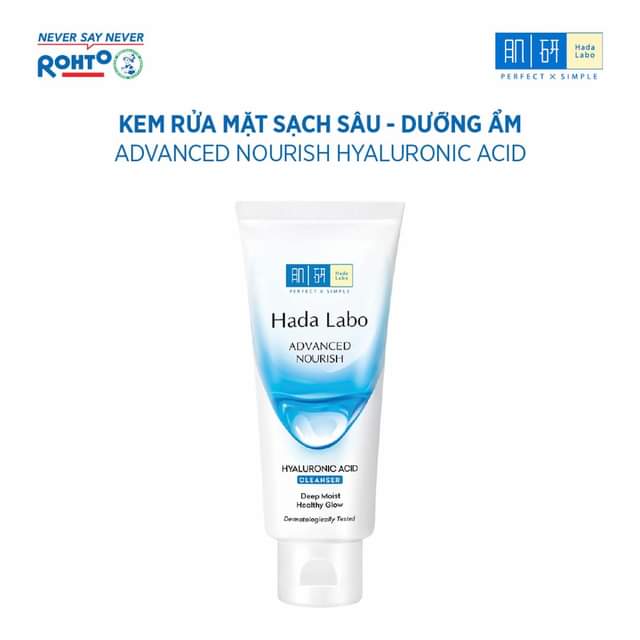 NEVER SAY NEVER
ROHTO
肌 研 Hada Labo
PERFECT X SIMPLE
KEM RỬA MẶT SẠCH SÂU - DƯỠNG ẨM
ADVANCED NOURISH HYALURONIC ACID
肌 研 Hada Labo
PERFECT X SIMPLE
Hada Labo
ADVANCED
NOURISH
HYALURONIC ACID
CLEANSER
Deep Moist
Healthy Glow
Dermatologically Tested